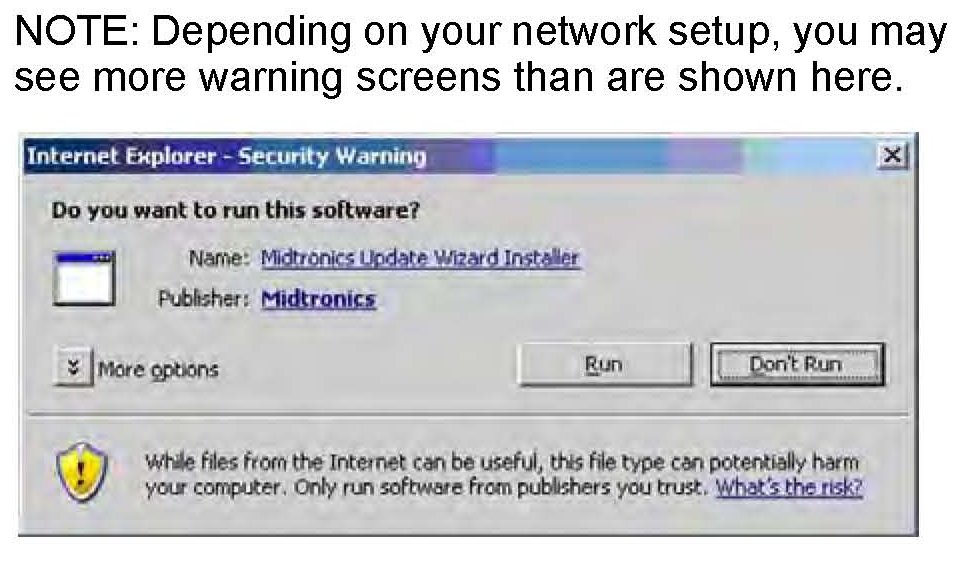 NOTE: Depending on your network setup, you may
see more warning screens than are shown here.
Internet Explorer - Security Warning
Do you want to run this software?
Name: Midtronics Update Wizard Installer
Publisher: Midtronics
More options
Run
Don't Run
While files from the Internet can be useful, this file type can potentially harm
your computer. Only run software from publishers you trust. What's the risk?